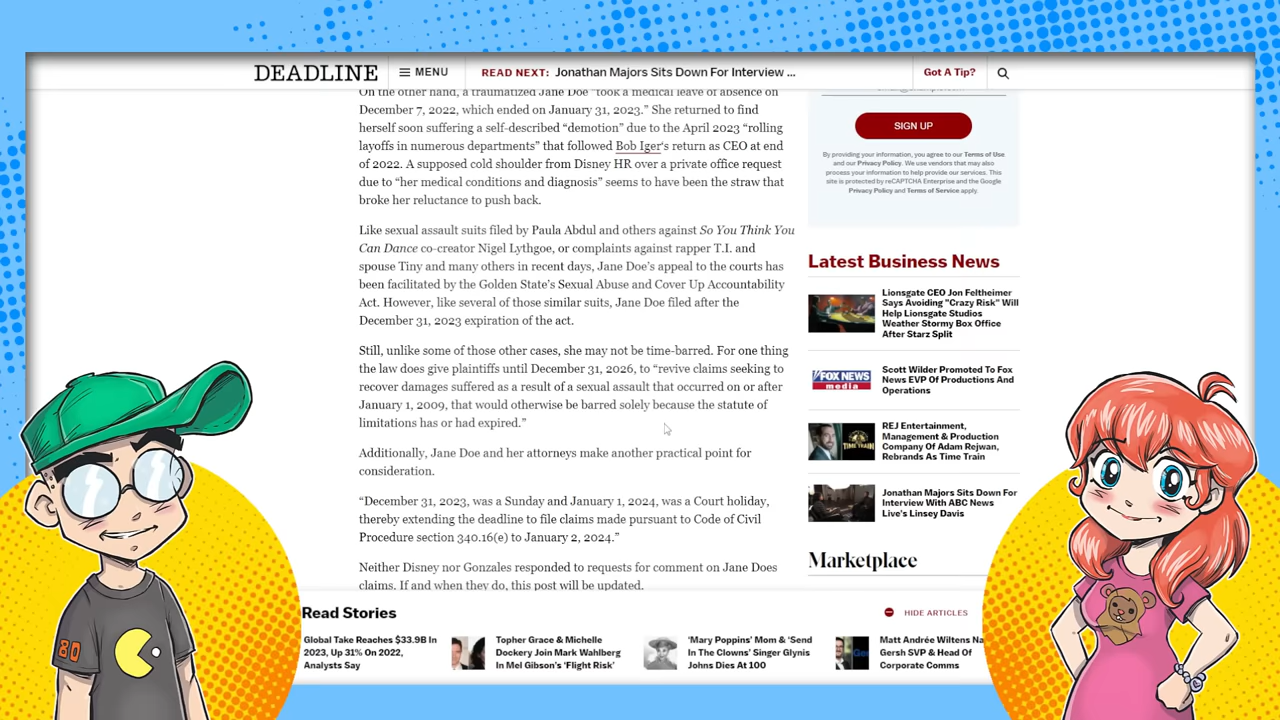 DEADLINE
MENU
READ NEXT: Jonathan Majors Sits Down For Interview ...
Got A Tip?
On the other hand, a traumatized Jane Doe “took a medical leave of absence on
December 7, 2022, which ended on January 31, 2023.” She returned to find
herself soon suffering a self-described “demotion” due to the April 2023 “rolling
layoffs in numerous departments” that followed Bob Iger's return as CEO at end
of 2022. A supposed cold shoulder from Disney HR over a private office request
due to “her medical conditions and diagnosis” seems to have been the straw that
broke her reluctance to push back.
Like sexual assault suits filed by Paula Abdul and others against So You Think You
Can Dance co-creator Nigel Lythgoe, or complaints against rapper T.I. and
spouse Tiny and many others in recent days, Jane Doe’s appeal to the courts has
been facilitated by the Golden State’s Sexual Abuse and Cover Up Accountability
Act. However, like several of those similar suits, Jane Doe filed after the
December 31, 2023 expiration of the act.
Still, unlike some of those other cases, she may not be time-barred. For one thing
the law does give plaintiffs until December 31, 2026, to “revive claims seeking to
recover damages suffered as a result of a sexual assault that occurred on or after
January 1, 2009, that would otherwise be barred solely because the statute of
limitations has or had expired.”
Additionally, Jane Doe and her attorneys make another practical point for
consideration.
“December 31, 2023, was a Sunday and January 1, 2024, was a Court holiday,
thereby extending the deadline to file claims made pursuant to Code of Civil
Procedure section 340.16(e) to January 2, 2024.”
Neither Disney nor Gonzales responded to requests for comment on Jane Does
claims. If and when they do, this post will be updated.
SIGN UP
By providing your information, you agree to our Terms of Use
and our Privacy Policy. We use vendors that may also
process your information to help provide our services. This
site is protected by reCAPTCHA Enterprise and the Google
Privacy Policy and Terms of Service apply.
Latest Business News
Lionsgate CEO Jon Feltheimer
Says Avoiding "Crazy Risk" Will
Help Lionsgate Studios
Weather Stormy Box Office
After Starz Split
FOX NEWS
media
Scott Wilder Promoted To Fox
News EVP Of Productions And
Operations
TIME TRAIN
REJ Entertainment,
Management & Production
Company Of Adam Rejwan,
Rebrands As Time Train
Jonathan Majors Sits Down For
Interview With ABC News
Live's Linsey Davis
Marketplace
Read Stories
HIDE ARTICLES
Global Take Reaches $33.9B In
2023, Up 31% On 2022,
Analysts Say
Topher Grace & Michelle
Dockery Join Mark Wahlberg
In Mel Gibson's ‘Flight Risk’
‘Mary Poppins’ Mom & ‘Send
In The Clowns’ Singer Glynis
Johns Dies At 100
Matt Andrée Wiltens Na
Gersh SVP & Head Of
Corporate Comms
80